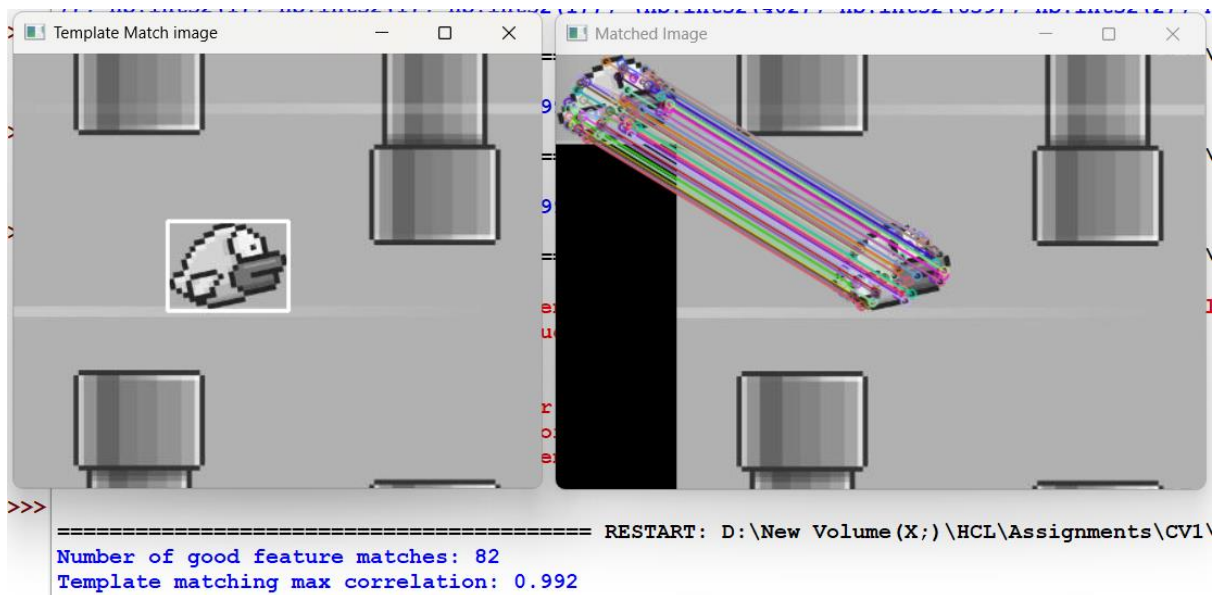 >
Template Match image
Matched Image
>
>
>>>
======================================== RESTART: D:\New Volume(X;)\HCL\Assignments\CV1\
Number of good feature matches: 82
Template matching max correlation: 0.992